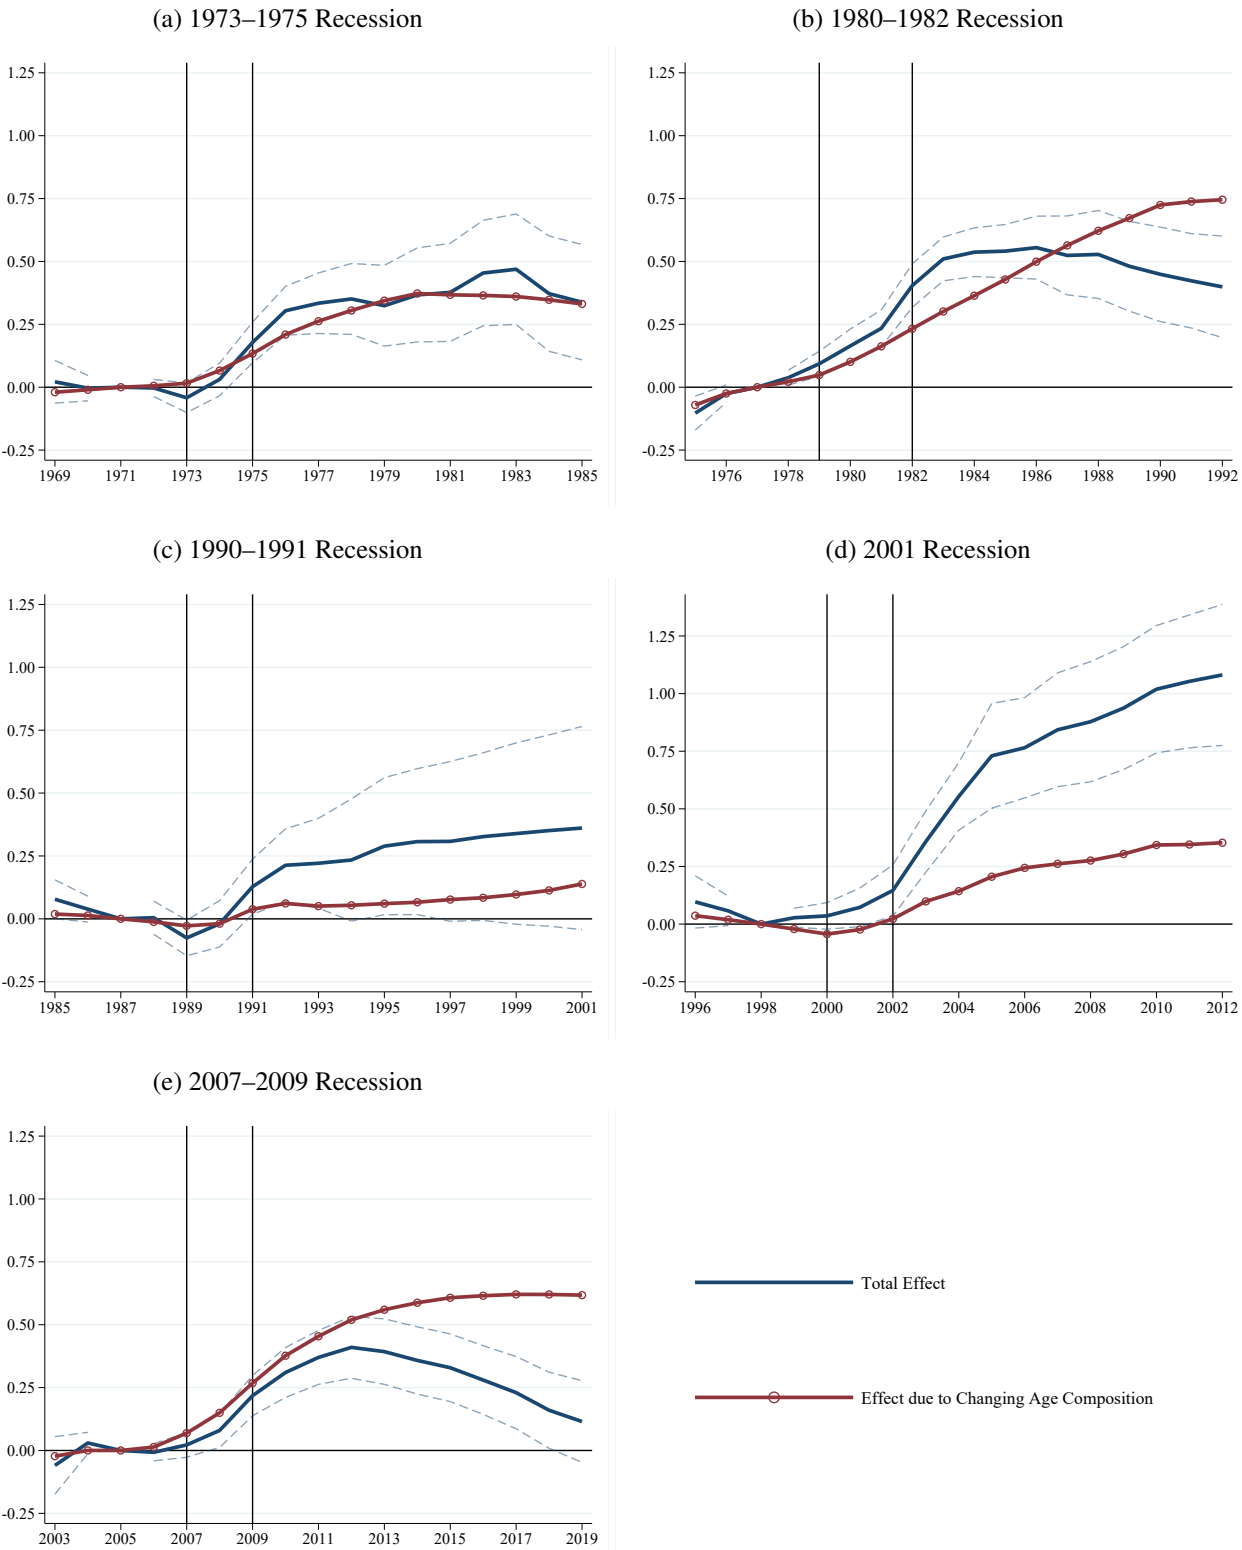 (a) 1973–1975 Recession
1.25
1.00
0.75
0.50
0.25
0.00
-0.25
1969 1971 1973 1975 1977 1979 1981 1983 1985
(b) 1980–1982 Recession
1.25
1.00
0.75
0.50
0.25
0.00
-0.25
1976 1978 1980 1982 1984 1986 1988 1990 1992
(c) 1990–1991 Recession
1.25
1.00
0.75
0.50
0.25
0.00
-0.25
1985 1987 1989 1991 1993 1995 1997 1999 2001
(d) 2001 Recession
1.25
1.00
0.75
0.50
0.25
0.00
-0.25
1996 1998 2000 2002 2004 2006 2008 2010 2012
(e) 2007–2009 Recession
1.25
1.00
0.75
0.50
0.25
0.00
-0.25
2003 2005 2007 2009 2011 2013 2015 2017 2019
Total Effect
Effect due to Changing Age Composition